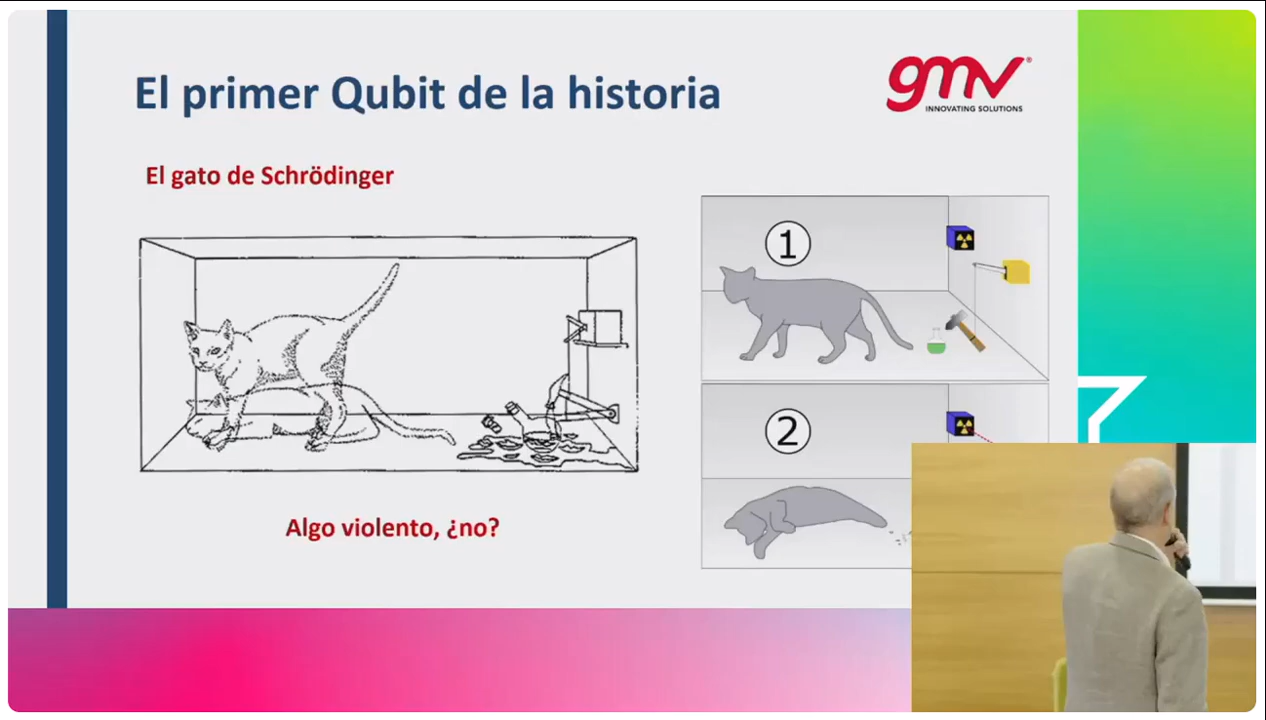 El primer Qubit de la historia
gmv®
INNOVATING SOLUTIONS
El gato de Schrödinger
1
2
Algo violento, ¿no?